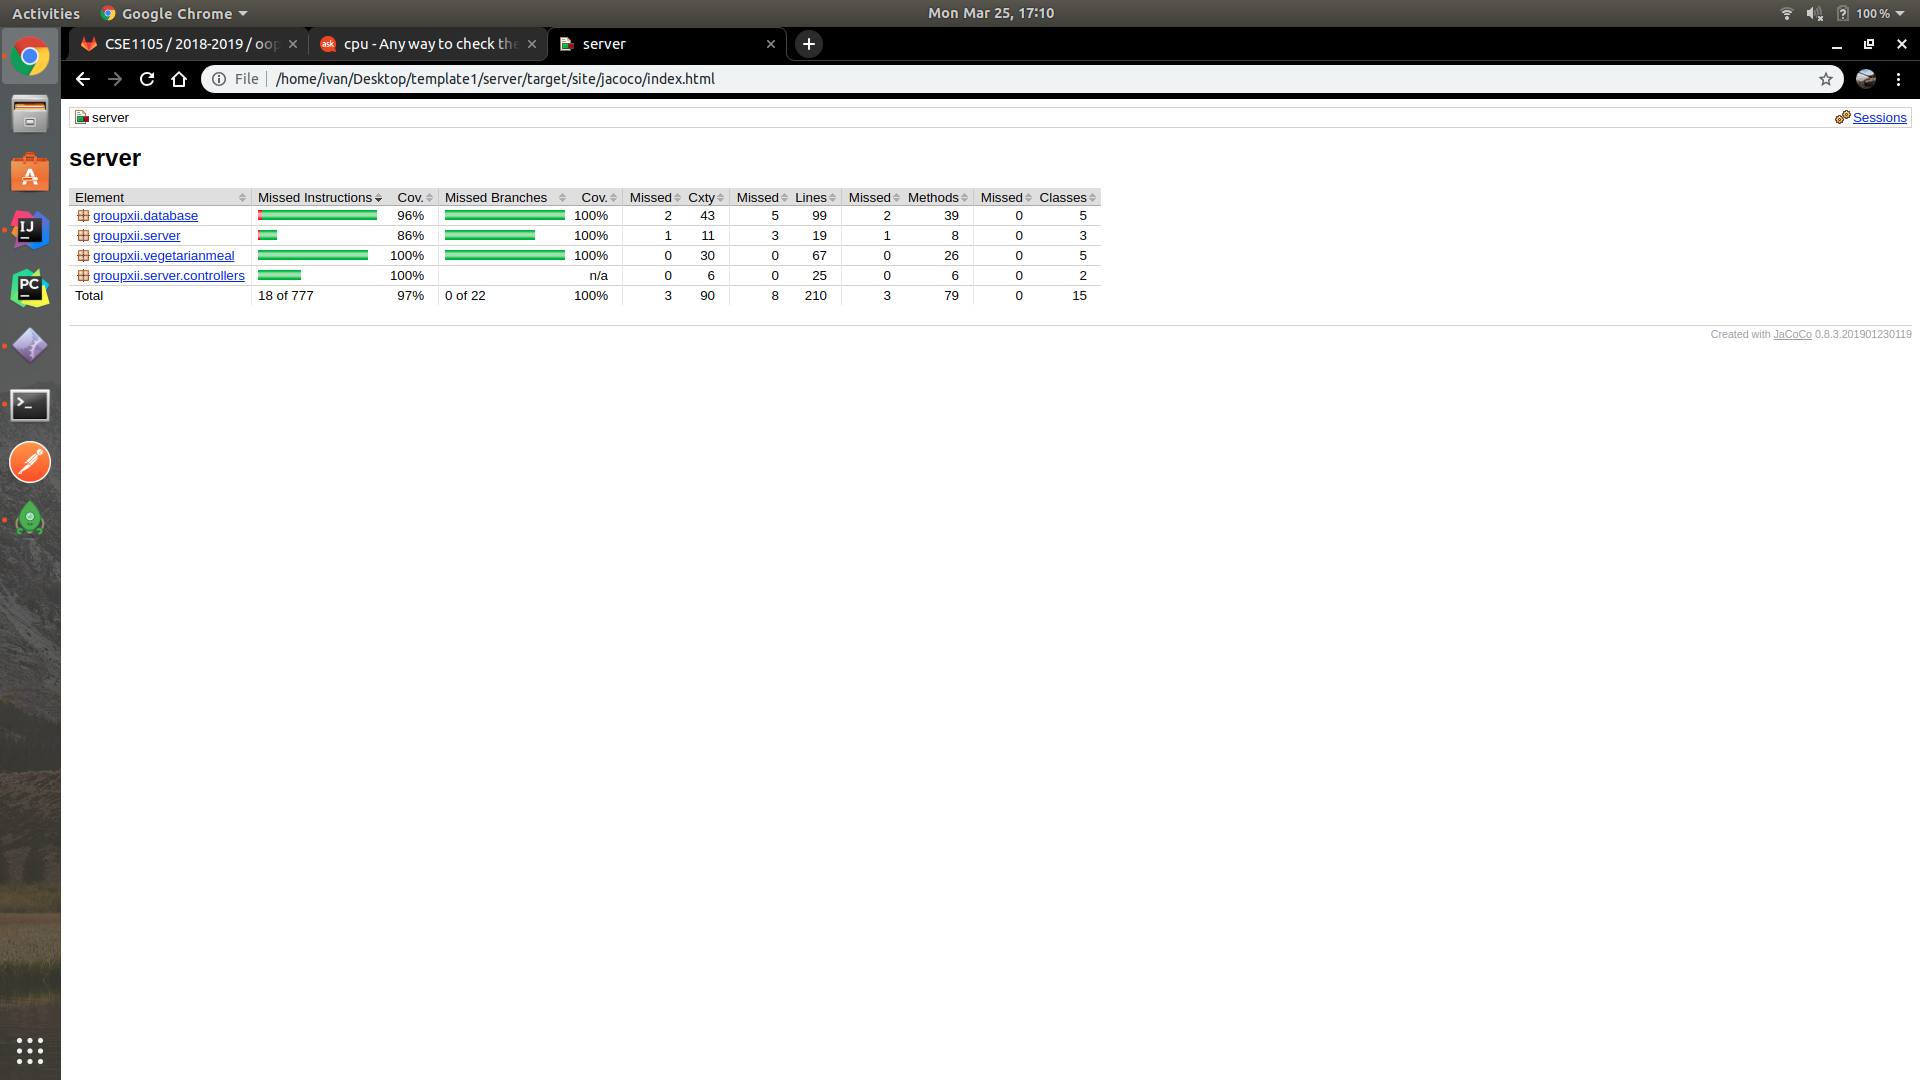 Activities Google Chrome Mon Mar 25, 17:10 100 %
CSE1105 / 2018-2019 / oop cpu - Any way to check the server
File /home/ivan/Desktop/template1/server/target/site/jacoco/index.html
server Sessions
server
Element Missed Instructions Cov. Missed Branches Cov. Missed Cxty Missed Lines Missed Methods Missed Classes
groupxii.database 96% 100% 2 43 5 99 2 39 0 5
groupxii.server 86% 100% 1 11 3 19 1 8 0 3
groupxii.vegetarianmeal 100% 100% 0 30 0 67 0 26 0 5
groupxii.server.controllers 100% n/a 0 6 0 25 0 6 0 2
Total 18 of 777 97% 0 of 22 100% 3 90 8 210 3 79 0 15
Created with JaCoCo 0.8.3.201901230119
ask
IJ
PC